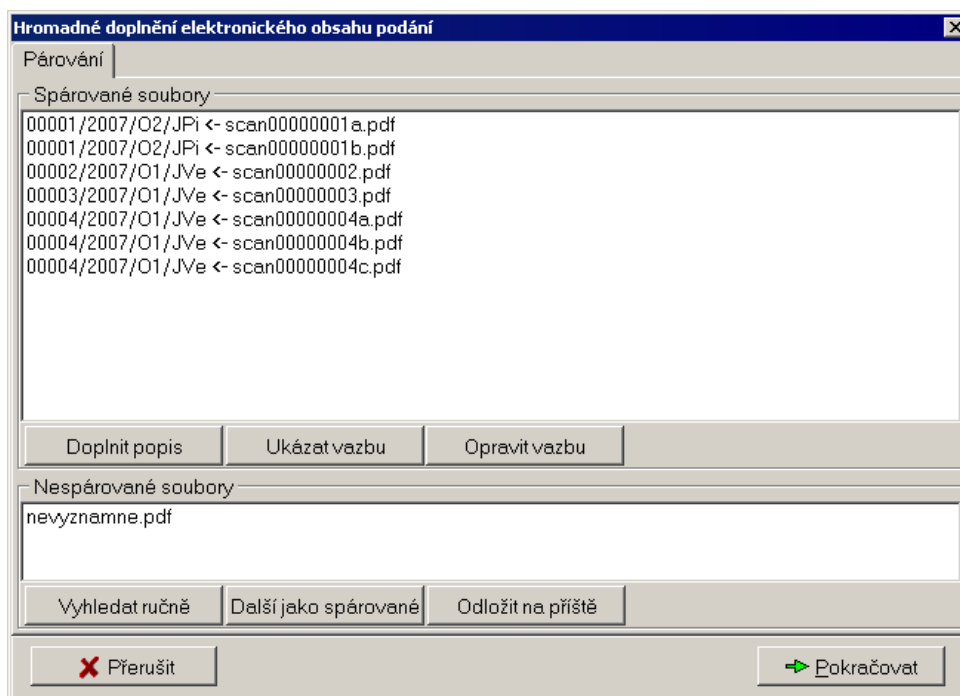 Hromadné doplnění elektronického obsahu podání
Párování
Spárované soubory
00001/2007/O2/JPi <- scan00000001a.pdf
00001/2007/O2/JPi <- scan00000001b.pdf
00002/2007/O1/JVe <- scan00000002.pdf
00003/2007/O1/JVe <- scan00000003.pdf
00004/2007/O1/JVe <- scan00000004a.pdf
00004/2007/O1/JVe <- scan00000004b.pdf
00004/2007/O1/JVe <- scan00000004c.pdf
Doplnit popis Ukázat vazbu Opravit vazbu
Nespárované soubory
nevyznamne.pdf
Vyhledat ručně Další jako spárované Odložit na příště
Přerušit Pokračovat